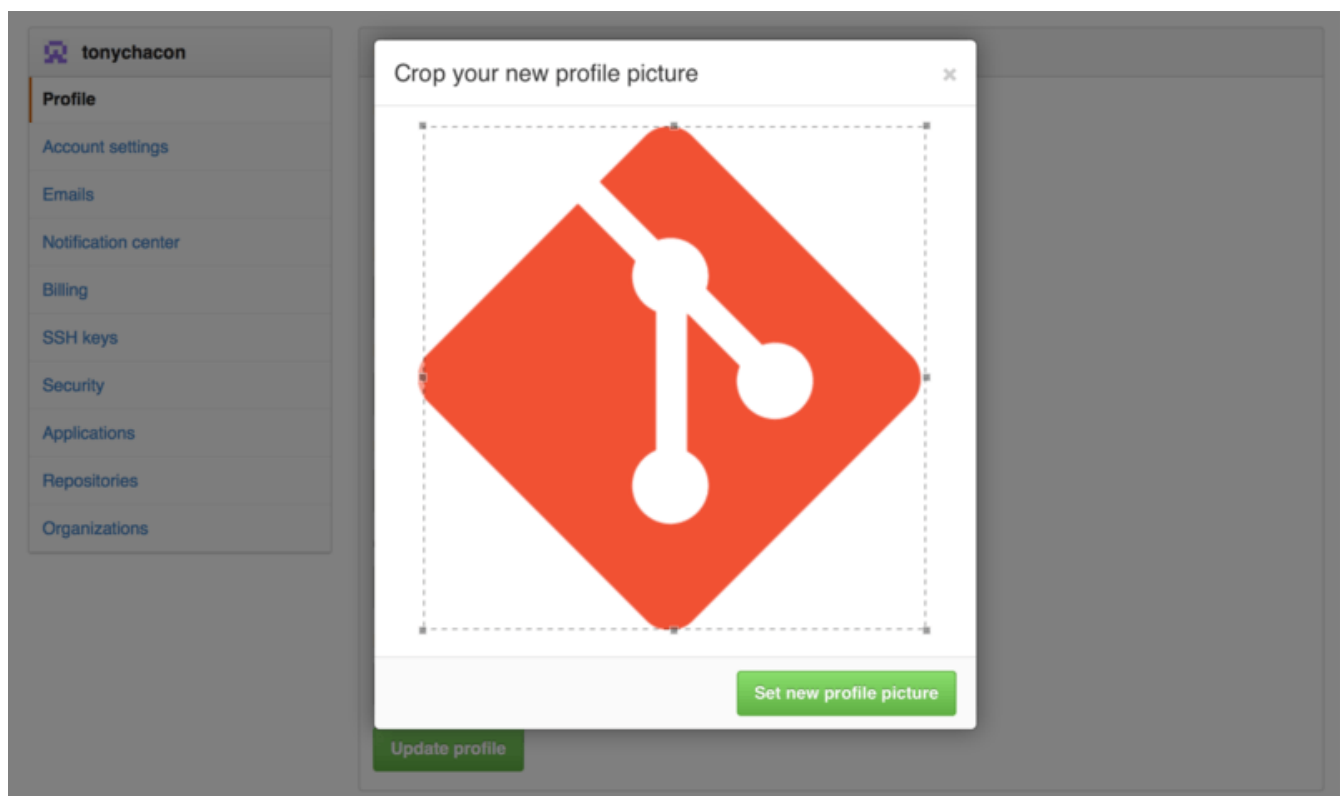 tonychacon
Profile
Account settings
Emails
Notification center
Billing
SSH keys
Security
Applications
Repositories
Organizations
Crop your new profile picture
×
Set new profile picture
Update profile